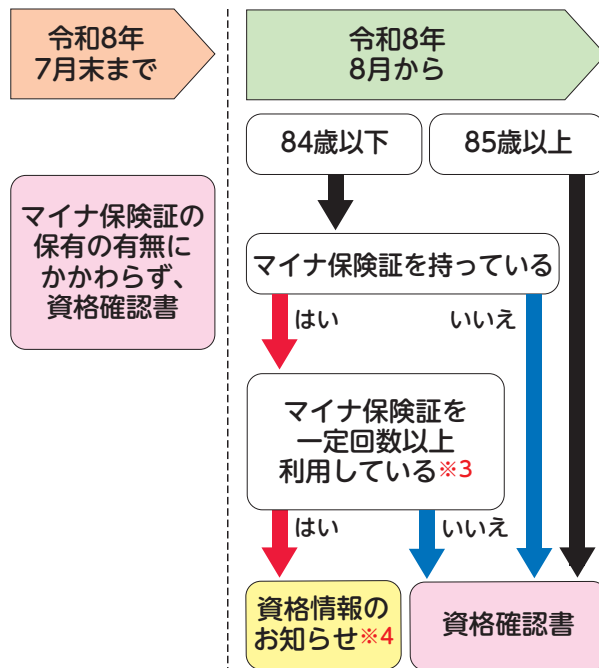 令和8年
7月末まで
マイナ保険証の
保有の有無に
かかわらず、
資格確認書
令和8年
8月から
84歳以下
85歳以上
マイナ保険証を持っている
はい
いいえ
マイナ保険証を
一定回数以上
利用している※3
はい
いいえ
資格情報の
お知らせ※4
資格確認書